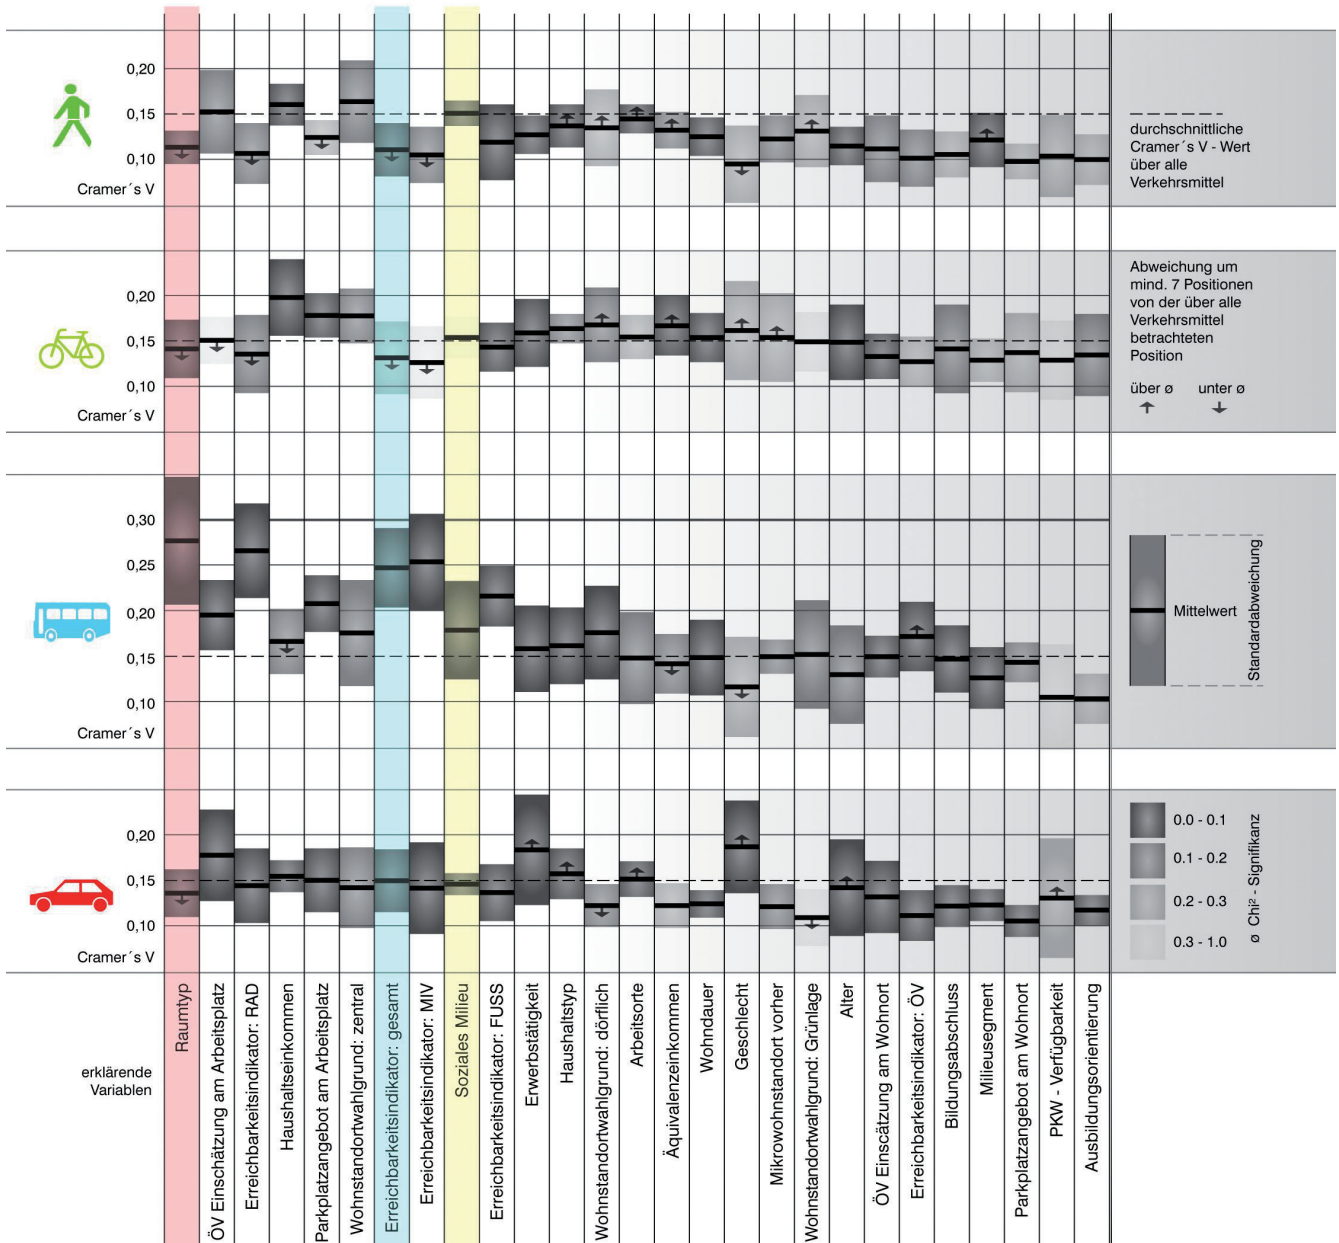 0,20
0,15
0,10
Cramer´s V
durchschnittliche
Cramer´s V - Wert
über alle
Verkehrsmittel
0,20
0,15
0,10
Cramer´s V
Abweichung um
mind. 7 Positionen
von der über alle
Verkehrsmittel
betrachteten
Position
über ø
unter ø
0,30
0,25
0,20
0,15
0,10
Cramer´s V
Mittelwert
Standardabweichung
0,20
0,15
0,10
Cramer´s V
0.0 - 0.1
0.1 - 0.2
0.2 - 0.3
0.3 - 1.0
ø Chi² - Signifikanz
erklärende
Variablen
Raumtyp
ÖV Einschätzung am Arbeitsplatz
Erreichbarkeitsindikator: RAD
Haushaltseinkommen
Parkplatzangebot am Arbeitsplatz
Wohnstandortwahlgrund: zentral
Erreichbarkeitsindikator: gesamt
Erreichbarkeitsindikator: MIV
Soziales Milieu
Erreichbarkeitsindikator: FUSS
Erwerbstätigkeit
Haushaltstyp
Wohnstandortwahlgrund: dörflich
Arbeitsorte
Äquivalenzeinkommen
Wohndauer
Geschlecht
Mikrowohnstandort vorher
Wohnstandortwahlgrund: Grünlage
Alter
ÖV Einscätzung am Wohnort
Erreichbarkeitsindikator: ÖV
Bildungsabschluss
Milieusegment
Parkplatzangebot am Wohnort
PKW - Verfügbarkeit
Ausbildungsorientierung